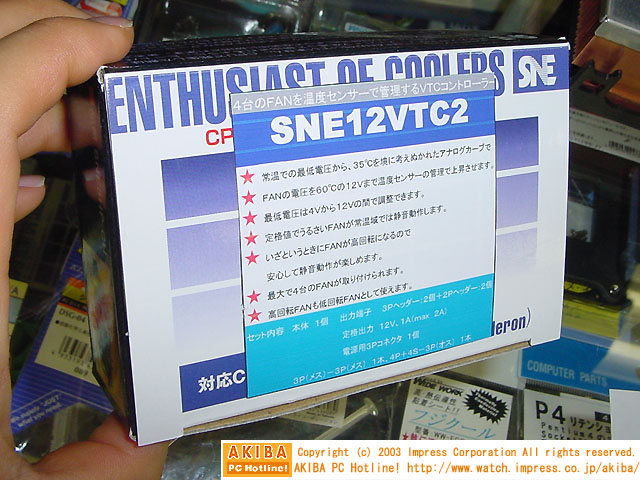 ENTHUSIAST OF COOLERS
SNE
CP
4台のFANを温度センサーで管理するVTCコントローラー
SNE12VTC2
★ 常温での最低電圧から、35℃を境に考えぬかれたアナログカーブで
★ FANの電圧を60℃の12Vまで温度センサーの管理で上昇させます。
★ 最低電圧は4Vから12Vの間で調整できます。
★ 定格値でうるさいFANが常温域では静音動作します。
★ いざというときにFANが高回転になるので
安心して静音動作が楽しめます。
★ 最大で4台のFANが取り付けられます。
★ 高回転FANも低回転FANとして使えます。
セット内容 本体 1個 出力端子 3Pヘッダー:2個+2Pヘッダー:2個
定格出力 12V、1A(max 2A)
電源用3Pコネクタ 1個
3P(メス)-3P(メス) 1本、4P+4S-3P(オス) 1本
対応C
eron)
COMPUTER PARTS
WIDE WORK
P4 リテンショ
Pentium 4
AKIBA
PC Hotline!
Copyright (c) 2003 Impress Corporation All rights reserved.
AKIBA PC Hotline! http://www.watch.impress.co.jp/akiba/